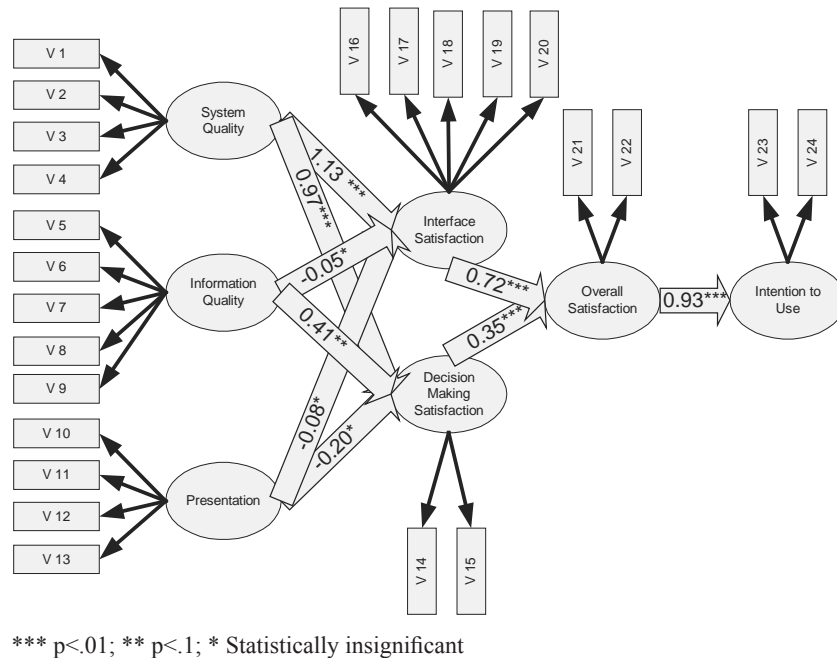 V 1
V 2
V 3
V 4
V 5
V 6
V 7
V 8
V 9
V 10
V 11
V 12
V 13
System
Quality
Information
Quality
Presentation
V 16
V 17
V 18
V 19
V 20
1.13 ***
0.97***
-0.05*
0.41**
-0.08*
-0.20*
Interface
Satisfaction
Decision
Making
Satisfaction
V 14
V 15
0.72***
0.35***
V 21
V 22
Overall
Satisfaction
0.93***
V 23
V 24
Intention to
Use
*** p<.01; ** p<.1; * Statistically insignificant